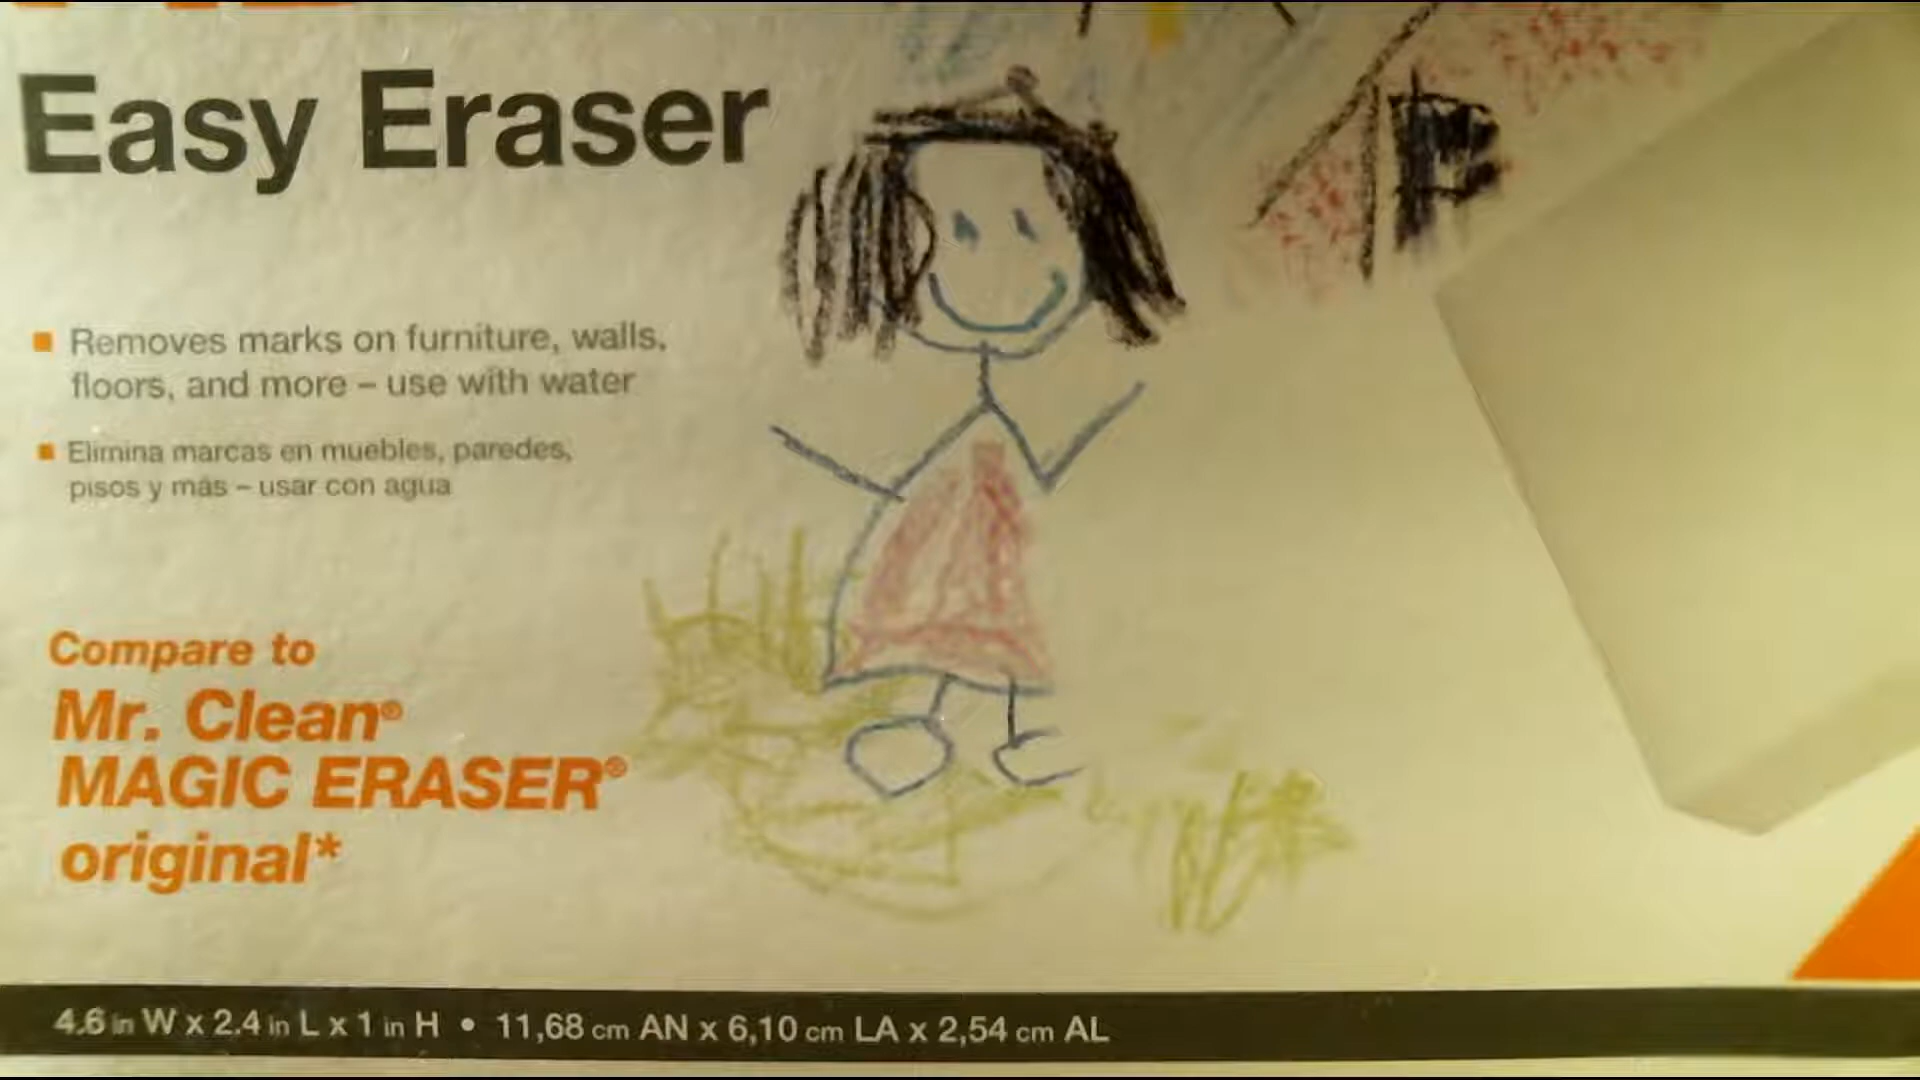 Easy Eraser
Removes marks on furniture, walls,
floors, and more – use with water
Elimina marcas en muebles, paredes,
pisos y más – usar con agua
Compare to
Mr. Clean®
MAGIC ERASER®
original*
4.6 in W x 2.4 in L x 1 in H • 11,68 cm AN x 6,10 cm LA x 2,54 cm AL